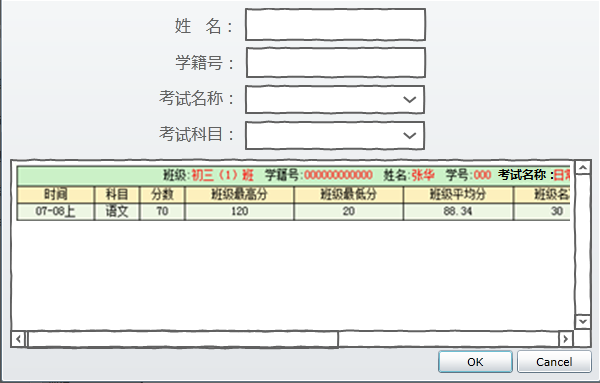 姓 名：
学籍号：
考试名称：
考试科目：
班级:初三（1）班 学籍号:000000000000 姓名:张华 学号:000 考试名称:日常
时间 科目 分数 班级最高分 班级最低分 班级平均分 班级名
07-08上 语文 70 120 20 88.34 30
OK Cancel